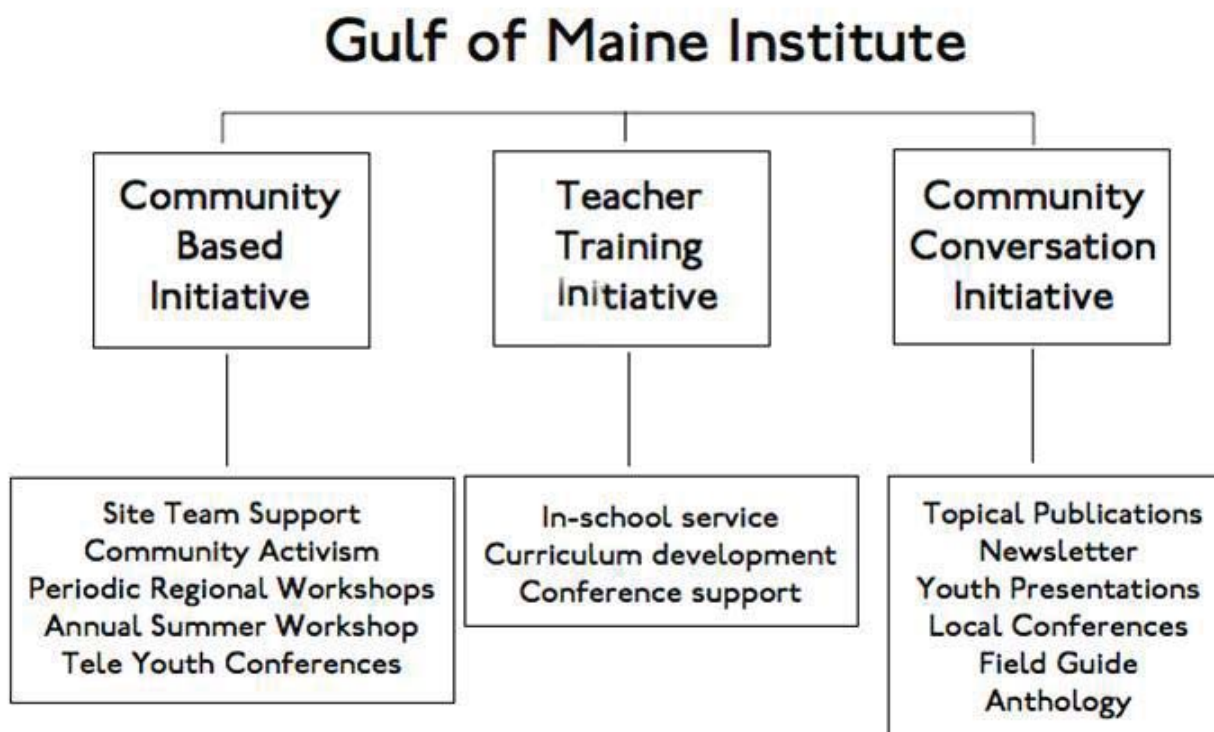 Gulf of Maine Institute
Community
Based
Initiative
Teacher
Training
Initiative
Community
Conversation
Initiative
Site Team Support
Community Activism
Periodic Regional Workshops
Annual Summer Workshop
Tele Youth Conferences
In-school service
Curriculum development
Conference support
Topical Publications
Newsletter
Youth Presentations
Local Conferences
Field Guide
Anthology